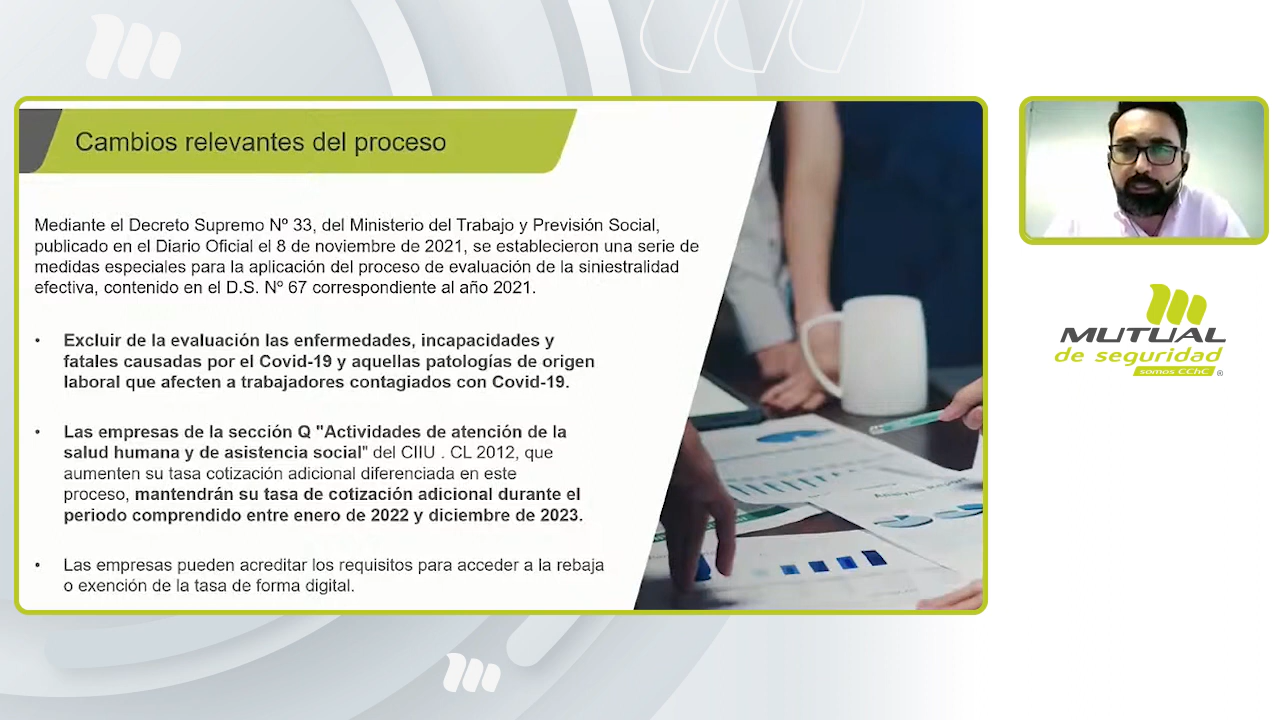 Cambios relevantes del proceso
Mediante el Decreto Supremo Nº 33, del Ministerio del Trabajo y Previsión Social,
publicado en el Diario Oficial el 8 de noviembre de 2021, se establecieron una serie de
medidas especiales para la aplicación del proceso de evaluación de la siniestralidad
efectiva, contenido en el D.S. Nº 67 correspondiente al año 2021.
• Excluir de la evaluación las enfermedades, incapacidades y
fatales causadas por el Covid-19 y aquellas patologías de origen
laboral que afecten a trabajadores contagiados con Covid-19.
• Las empresas de la sección Q "Actividades de atención de la
salud humana y de asistencia social" del CIIU . CL 2012, que
aumenten su tasa cotización adicional diferenciada en este
proceso, mantendrán su tasa de cotización adicional durante el
periodo comprendido entre enero de 2022 y diciembre de 2023.
• Las empresas pueden acreditar los requisitos para acceder a la rebaja
o exención de la tasa de forma digital.
MUTUAL
de seguridad
somos CChC ®